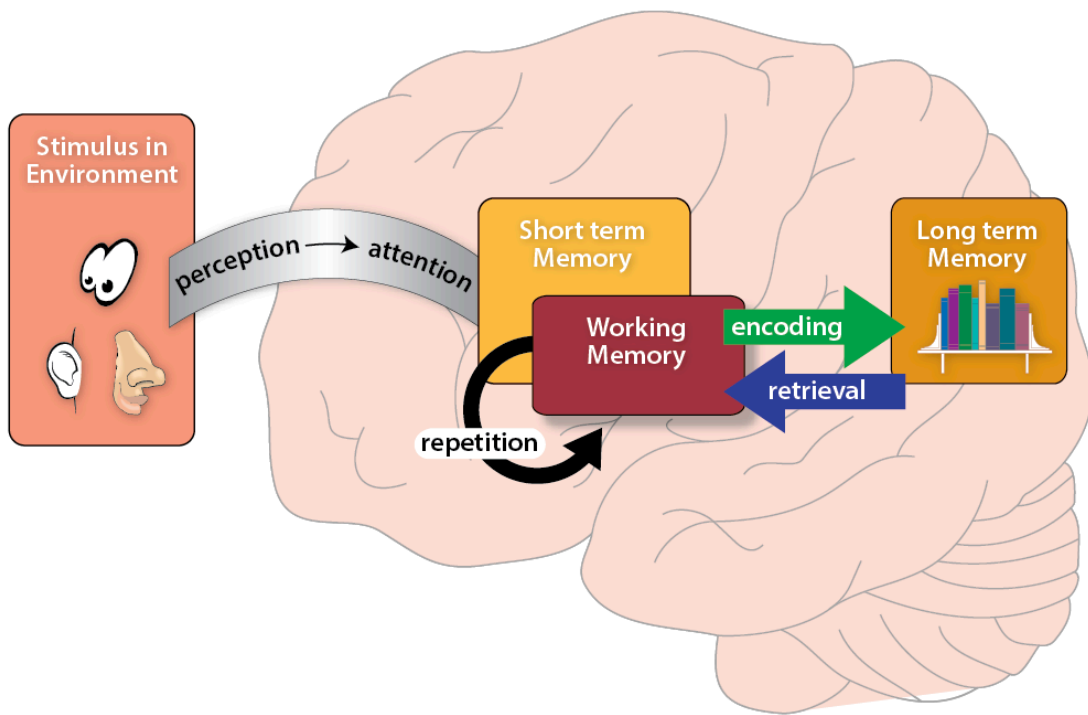 Stimulus in
Environment
perception → attention
Short term
Memory
Working
Memory
repetition
encoding
retrieval
Long term
Memory